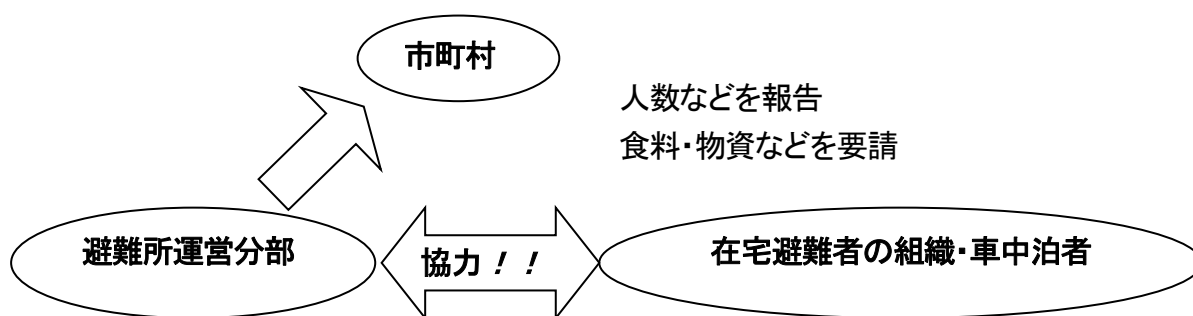 市町村
人数などを報告
食料・物資などを要請
避難所運営分部
協力！！
在宅避難者の組織・車中泊者